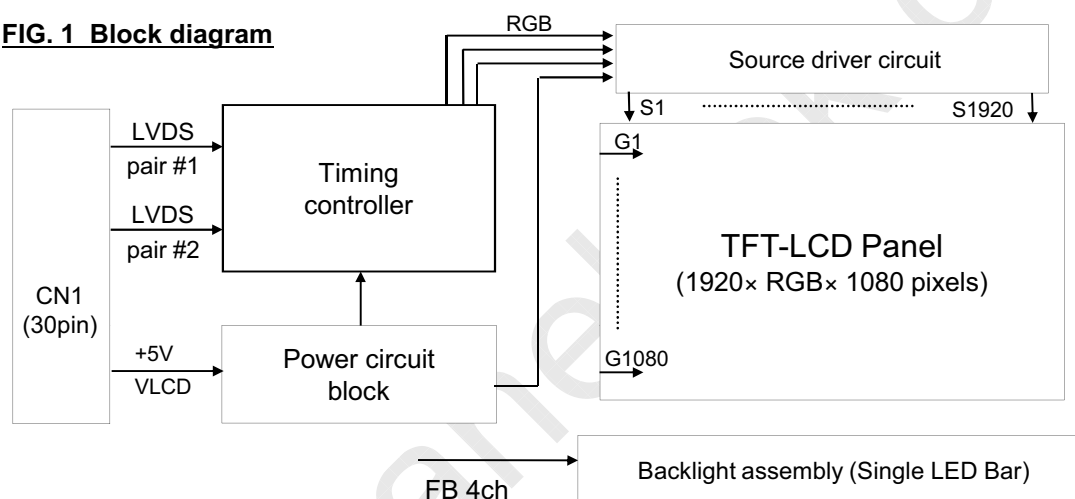 FIG. 1 Block diagram
RGB
Source driver circuit
S1
S1920
CN1
(30pin)
LVDS
pair #1
LVDS
pair #2
+5V
VLCD
Timing
controller
Power circuit
block
G1
G1080
TFT-LCD Panel
(1920× RGB× 1080 pixels)
FB 4ch
Backlight assembly (Single LED Bar)